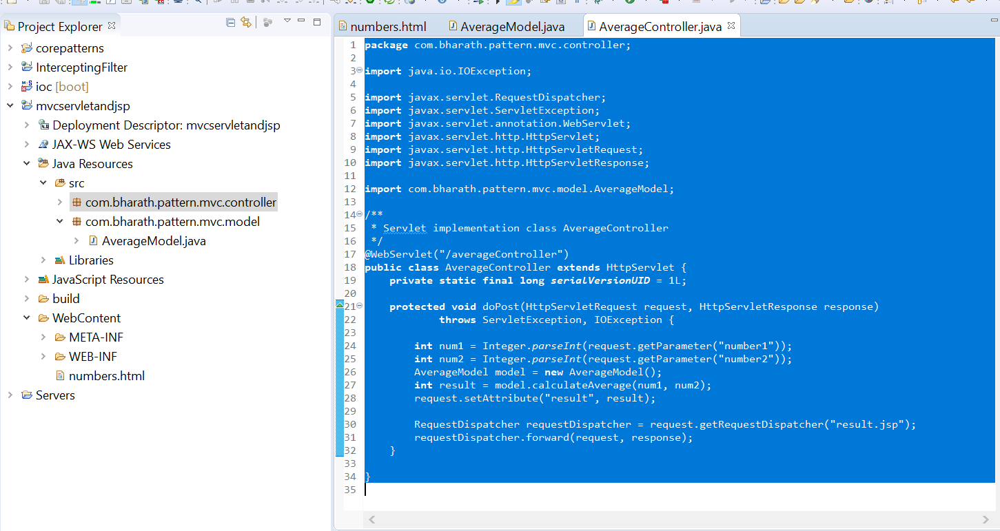 Project Explorer
corepatterns
InterceptingFilter
ioc [boot]
mvcservletandjsp
Deployment Descriptor: mvcservletandjsp
JAX-WS Web Services
Java Resources
src
com.bharath.pattern.mvc.controller
com.bharath.pattern.mvc.model
AverageModel.java
Libraries
JavaScript Resources
build
WebContent
META-INF
WEB-INF
numbers.html
Servers
numbers.html AverageModel.java AverageController.java
1 package com.bharath.pattern.mvc.controller;
2
3 import java.io.IOException;
4
5 import javax.servlet.RequestDispatcher;
6 import javax.servlet.ServletException;
7 import javax.servlet.annotation.WebServlet;
8 import javax.servlet.http.HttpServlet;
9 import javax.servlet.http.HttpServletRequest;
10 import javax.servlet.http.HttpServletResponse;
11
12 import com.bharath.pattern.mvc.model.AverageModel;
13
14 /**
15  * Servlet implementation class AverageController
16  */
17 @WebServlet("/averageController")
18 public class AverageController extends HttpServlet {
19     private static final long serialVersionUID = 1L;
20
21     protected void doPost(HttpServletRequest request, HttpServletResponse response)
22             throws ServletException, IOException {
23
24         int num1 = Integer.parseInt(request.getParameter("number1"));
25         int num2 = Integer.parseInt(request.getParameter("number2"));
26         AverageModel model = new AverageModel();
27         int result = model.calculateAverage(num1, num2);
28         request.setAttribute("result", result);
29
30         RequestDispatcher requestDispatcher = request.getRequestDispatcher("result.jsp");
31         requestDispatcher.forward(request, response);
32     }
33
34 }
35